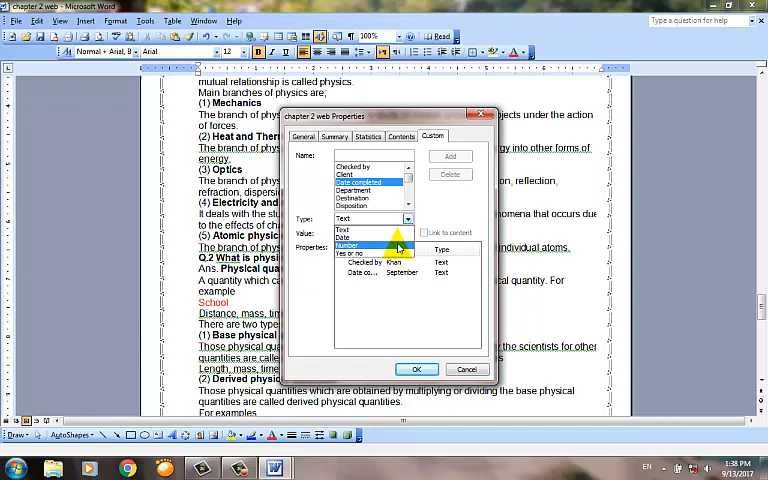 chapter 2 web - Microsoft Word
File Edit View Insert Format Tools Table Window Help
Type a question for help
100% Read
Normal + Arial, B Arial 12 B I U
mutual relationship is called physics.
Main branches of physics are;
(1) Mechanics
The branch of phys
jects under the action
of forces.
(2) Heat and Therm
The branch of phys
gy into other forms of
energy.
(3) Optics
The branch of phys
, reflection,
refraction, dispersi
(4) Electricity and
It deals with the stu
nomena that occurs due
to the effects of cha
(5) Atomic physic
The branch of phys
individual atoms.
Q.2 What is physi
Ans. Physical qua
A quantity which ca
quantity. For
example
School
Distance, mass, tim
There are two type
(1) Base physical
Those physical qua
y the scientists for other
quantities are calle
Length, mass, time
(2) Derived physic
Those physical quantities which are obtained by multiplying or dividing the base physical
quantities are called derived physical quantities.
For examples
chapter 2 web Properties
General Summary Statistics Contents Custom
Name:
Add
Checked by
Client
Date completed
Department
Destination
Disposition
Delete
Type: Text
Text
Date
Number
Yes or no
Value:
Link to content
Properties:
Type
Checked by Khan Text
Date co... September Text
OK Cancel
Draw AutoShapes
EN
1:38 PM
9/13/2017